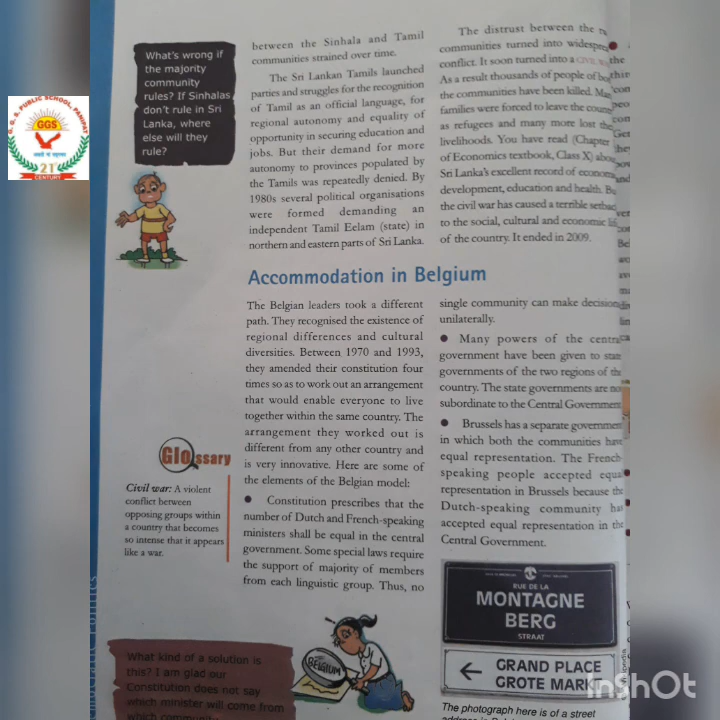 G. G. S. PUBLIC SCHOOL, PANIPAT
GGS
21st
CENTURY
What's wrong if
the majority
community
rules? If Sinhalas
don't rule in Sri
Lanka, where
else will they
rule?
between the Sinhala and Tamil
communities strained over time.
The Sri Lankan Tamils launched
parties and struggles for the recognition
of Tamil as an official language, for
regional autonomy and equality of
opportunity in securing education and
jobs. But their demand for more
autonomy to provinces populated by
the Tamils was repeatedly denied. By
1980s several political organisations
were formed demanding an
independent Tamil Eelam (state) in
northern and eastern parts of Sri Lanka.
The distrust between the
communities turned into
conflict. It soon turned into a CIVIL
As a result thousands of people of
the communities have been killed.
families were forced to leave the
as refugees and many more lost
livelihoods. You have read (Chapter
of Economics textbook, Class X)
Sri Lanka's excellent record of
development, education and health.
the civil war has caused a terrible
to the social, cultural and economic
of the country. It ended in 2009.
Accommodation in Belgium
The Belgian leaders took a different
path. They recognised the existence of
regional differences and cultural
diversities. Between 1970 and 1993,
they amended their constitution four
times so as to work out an arrangement
that would enable everyone to live
together within the same country. The
arrangement they worked out is
different from any other country and
is very innovative. Here are some of
the elements of the Belgian model:
● Constitution prescribes that the
number of Dutch and French-speaking
ministers shall be equal in the central
government. Some special laws require
the support of majority of members
from each linguistic group. Thus, no
single community can make
unilaterally.
● Many powers of the
government have been given to
governments of the two regions of
country. The state governments are
subordinate to the Central Government
● Brussels has a separate
in which both the communities have
equal representation. The French-
speaking people accepted
representation in Brussels because the
Dutch-speaking community has
accepted equal representation in the
Central Government.
Glossary
Civil war: A violent
conflict between
opposing groups within
a country that becomes
so intense that it appears
like a war.
What kind of a solution is
this? I am glad our
Constitution does not say
which minister will come from
which
BELGIUM
RUE DE LA
MONTAGNE
BERG
STRAAT
← GRAND PLACE
GROTE MARK
The photograph here is of a street
KineShOt